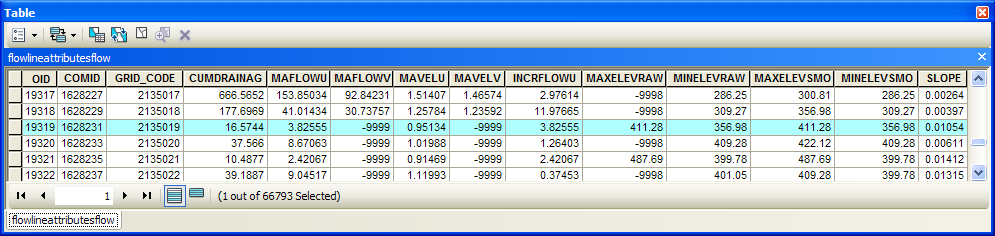 Table
flowlineattributesflow
OID COMID GRID_CODE CUMDRAINAG MAFLOWU MAFLOWV MAVELU MAVELV INCRFLOWU MAXELEVRAW MINELEVRAW MAXELEVSMO MINELEVSMO SLOPE
19317 1628227 2135017 666.5652 153.85034 92.84231 1.51407 1.46574 2.97614 -9998 286.25 300.81 286.25 0.00264
19318 1628229 2135018 177.6969 41.01434 30.73757 1.25784 1.23592 11.97665 -9998 309.27 356.98 309.27 0.00397
19319 1628231 2135019 16.5744 3.82555 -9999 0.95134 -9999 3.82555 411.28 356.98 411.28 356.98 0.01054
19320 1628233 2135020 37.566 8.67063 -9999 1.01988 -9999 1.26403 -9998 409.28 422.12 409.28 0.00611
19321 1628235 2135021 10.4877 2.42067 -9999 0.91469 -9999 2.42067 487.69 399.78 487.69 399.78 0.01412
19322 1628237 2135022 39.1887 9.04517 -9999 1.11993 -9999 0.37453 -9998 401.05 409.28 399.78 0.01315
1 (1 out of 66793 Selected)
flowlineattributesflow